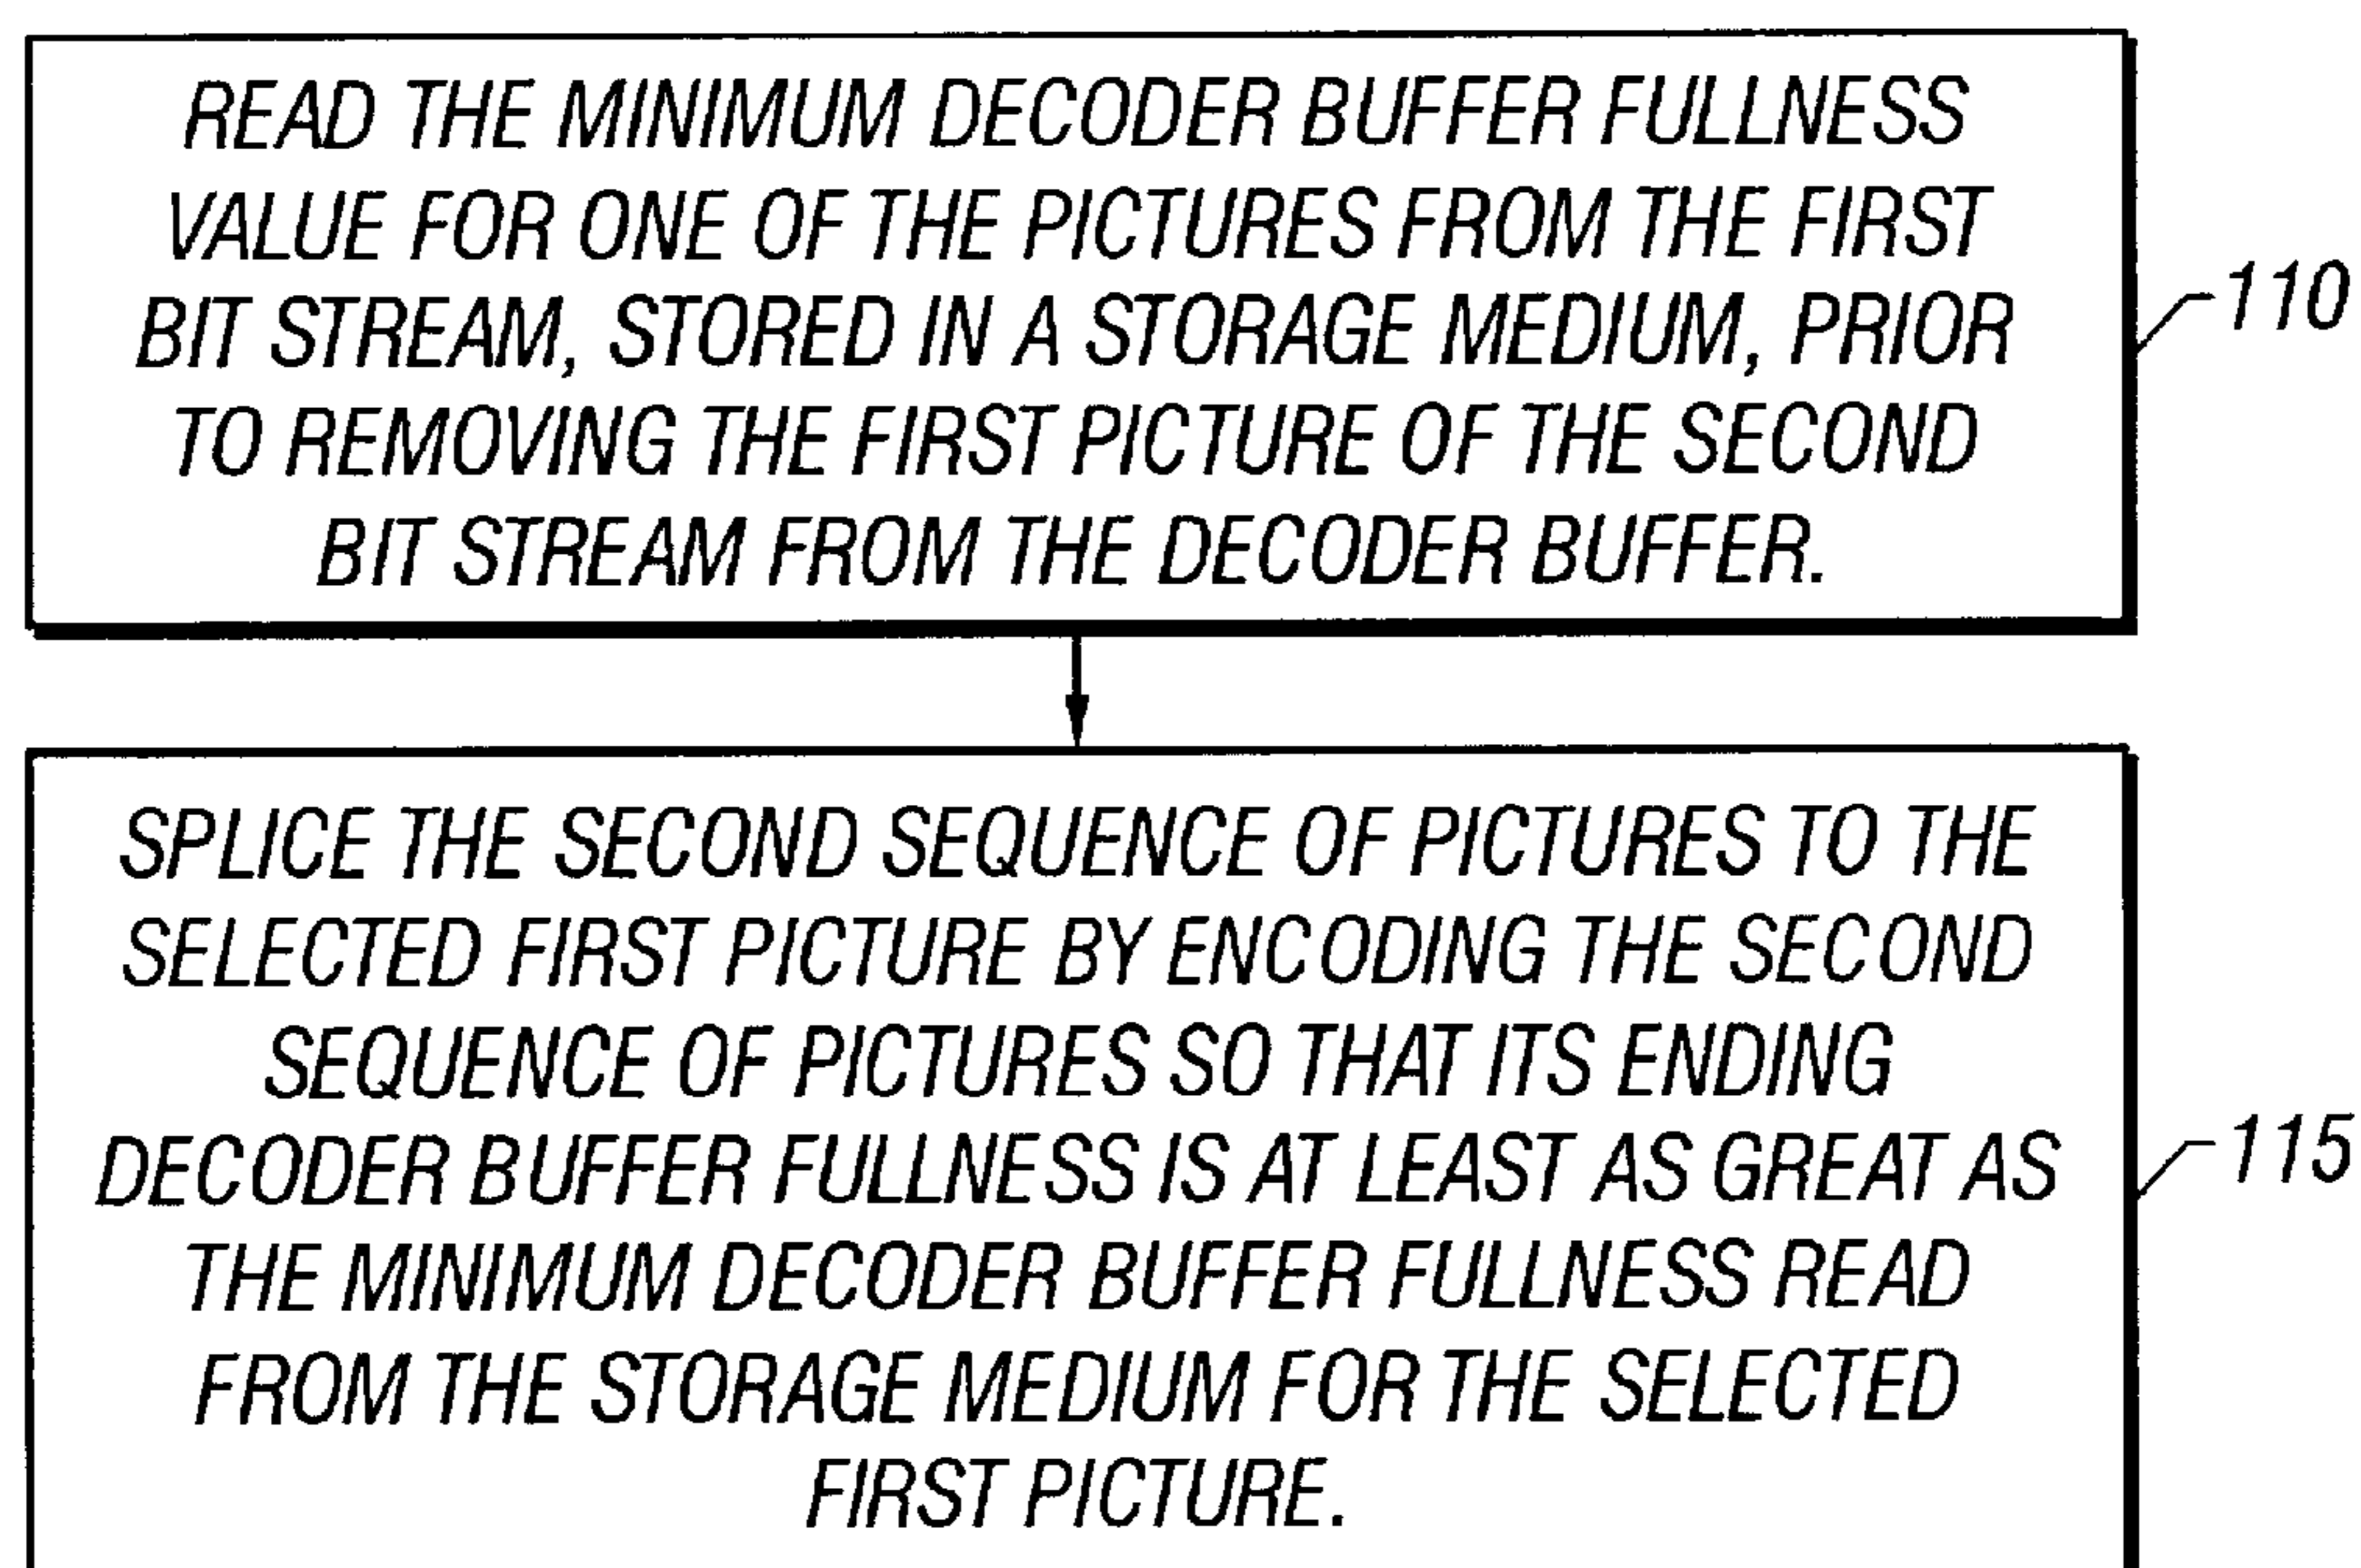 READ THE MINIMUM DECODER BUFFER FULLNESS
VALUE FOR ONE OF THE PICTURES FROM THE FIRST
BIT STREAM, STORED IN A STORAGE MEDIUM, PRIOR
TO REMOVING THE FIRST PICTURE OF THE SECOND
BIT STREAM FROM THE DECODER BUFFER.
110
SPLICE THE SECOND SEQUENCE OF PICTURES TO THE
SELECTED FIRST PICTURE BY ENCODING THE SECOND
SEQUENCE OF PICTURES SO THAT ITS ENDING
DECODER BUFFER FULLNESS IS AT LEAST AS GREAT AS
THE MINIMUM DECODER BUFFER FULLNESS READ
FROM THE STORAGE MEDIUM FOR THE SELECTED
FIRST PICTURE.
115